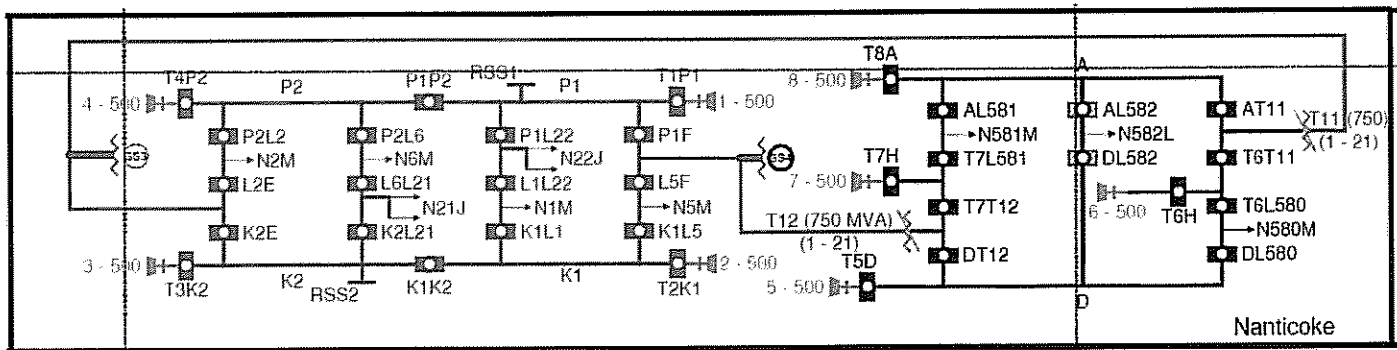 T8A
RSS1
A
T4P2
P2
P1P2
P1
T1P1
8 - 500
4 - 500
1 - 500
AL581
AL582
AT11
P2L2
P2L6
P1L22
P1F
N581M
N582L
T11 (750)
(1 - 21)
N2M
N6M
N22J
T7H
T7L581
DL582
T6T11
L2E
L6L21
L1L22
L5F
7 - 500
6 - 500
T6H
N21J
N1M
N5M
T12 (750 MVA)
(1 - 21)
T7T12
T6L580
N580M
K2E
K2L21
K1L1
K1L5
DT12
DL580
3 - 500
2 - 500
T5D
K2
K1
5 - 500
T3K2
RSS2
K1K2
T2K1
D
Nanticoke